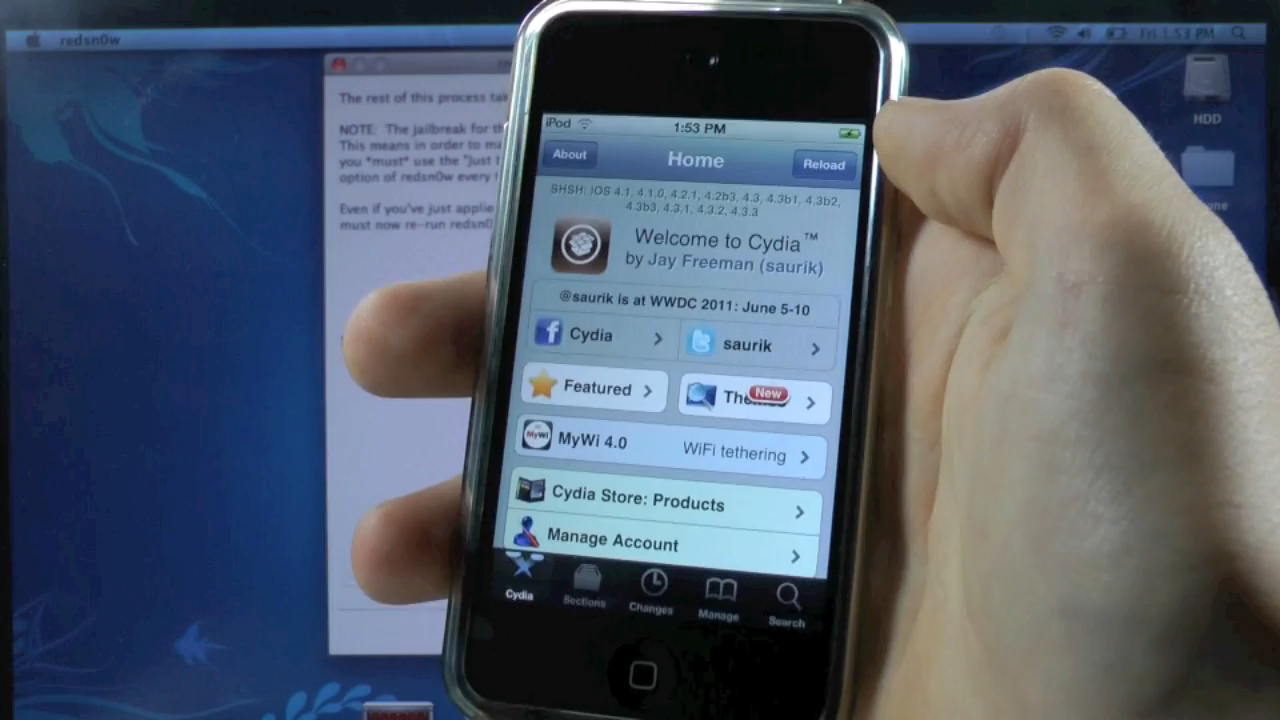 redsn0w
Fri 1:53 PM
The rest of this process tak
NOTE: The jailbreak for th
This means in order to ma
you *must* use the "Just
option of redsn0w every
Even if you've just applie
must now re-run redsn0
HDD
iPod
1:53 PM
About
Home
Reload
SHSH: iOS 4.1, 4.1.0, 4.2.1, 4.2b3, 4.3, 4.3b1, 4.3b2,
4.3b3, 4.3.1, 4.3.2, 4.3.3
Welcome to Cydia™
by Jay Freeman (saurik)
@saurik is at WWDC 2011: June 5-10
f Cydia
saurik
Featured
New
MyWi
MyWi 4.0
WiFi tethering
Cydia Store: Products
Manage Account
Cydia
Sections
Changes
Manage
Search